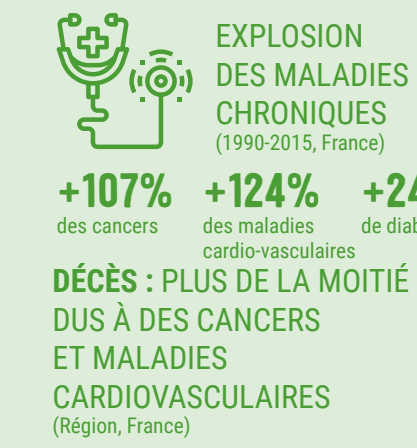 EXPLOSION
DES MALADIES
CHRONIQUES
(1990-2015, France)
+107% +124%
des cancers des maladies
cardio-vasculaires
DÉCÈS : PLUS DE LA MOITIÉ
DUS À DES CANCERS
ET MALADIES
CARDIOVASCULAIRES
(Région, France)